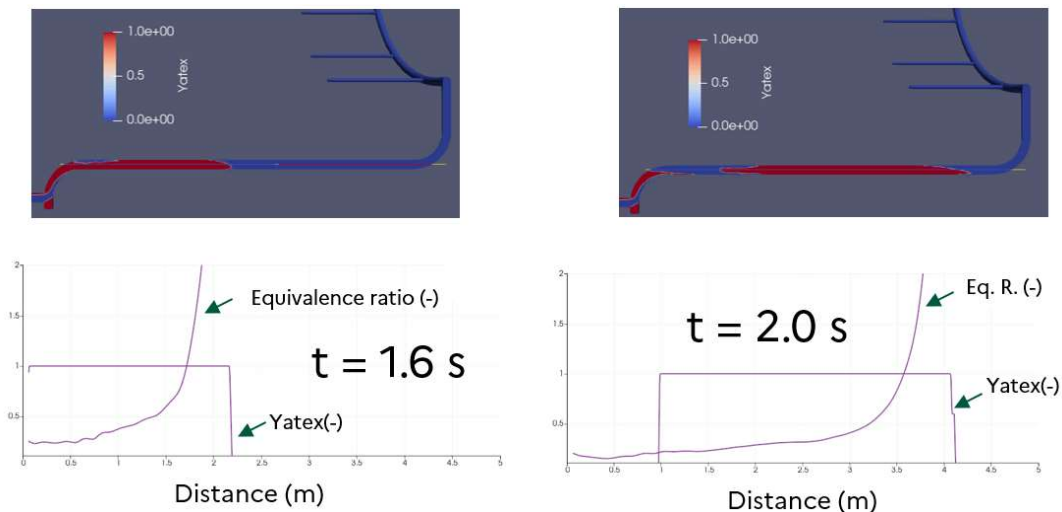 1.0e+00
0.5
0.0e+00
Yatex
1.0e+00
0.5
0.0e+00
Yatex
2
1.5
1
0.5
0 0.5 1 1.5 2 2.5 3 3.5 4 4.5 5
Equivalence ratio (-)
t = 1.6 s
Yatex(-)
Distance (m)
2
1.5
1
0.5
0 0.5 1 1.5 2 2.5 3 3.5 4 4.5 5
Eq. R. (-)
t = 2.0 s
Yatex(-)
Distance (m)